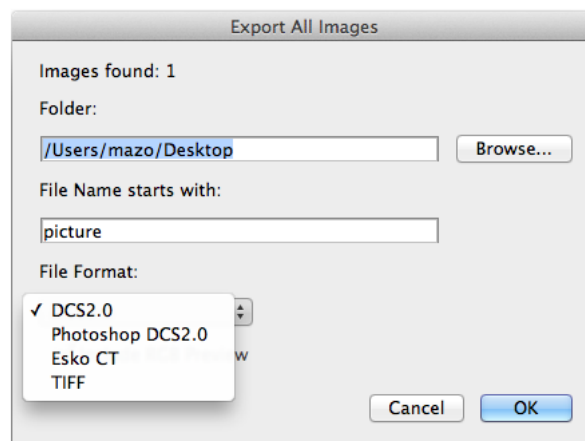 Export All Images
Images found: 1
Folder:
/Users/mazo/Desktop
Browse...
File Name starts with:
picture
File Format:
✓ DCS2.0
Photoshop DCS2.0
Esko CT
TIFF
Cancel
OK